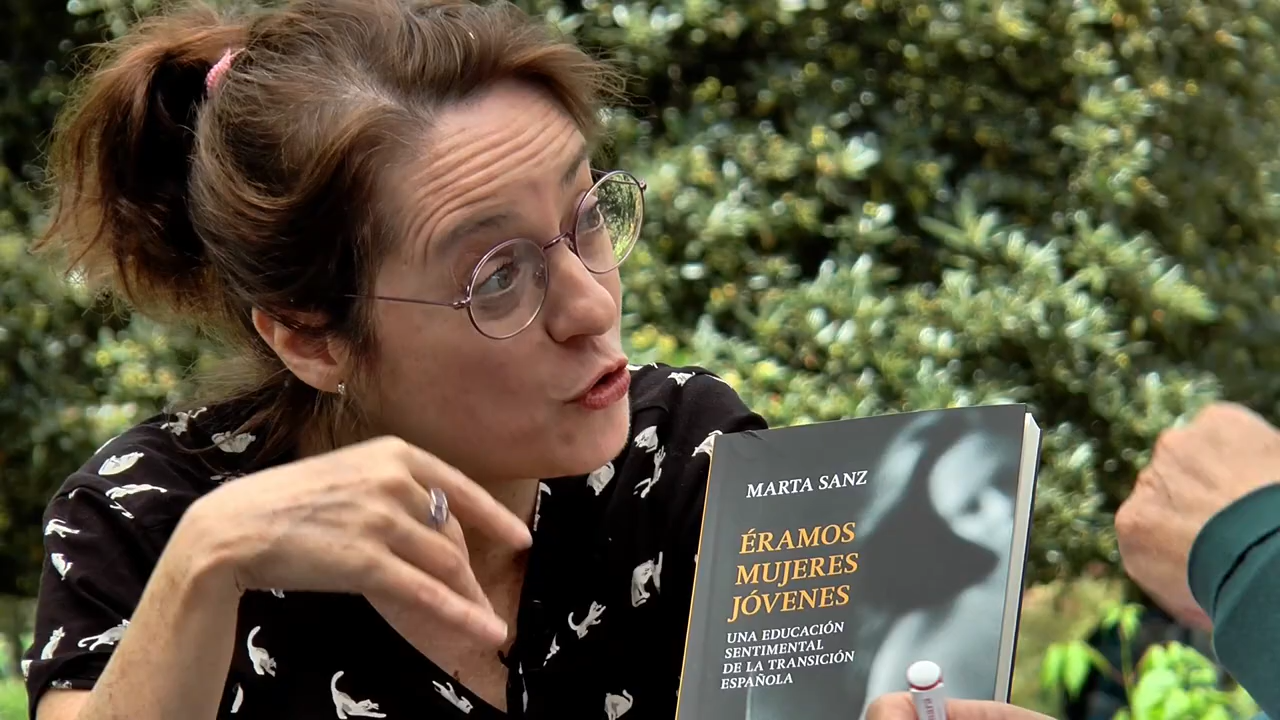 MARTA SANZ
ÉRAMOS
MUJERES
JÓVENES
UNA EDUCACIÓN
SENTIMENTAL
DE LA TRANSICIÓN
ESPAÑOLA